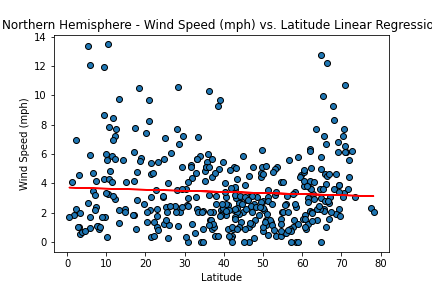 Northern Hemisphere - Wind Speed (mph) vs. Latitude Linear Regressio
14
12
10
8
6
4
2
0
Wind Speed (mph)
0 10 20 30 40 50 60 70 80
Latitude